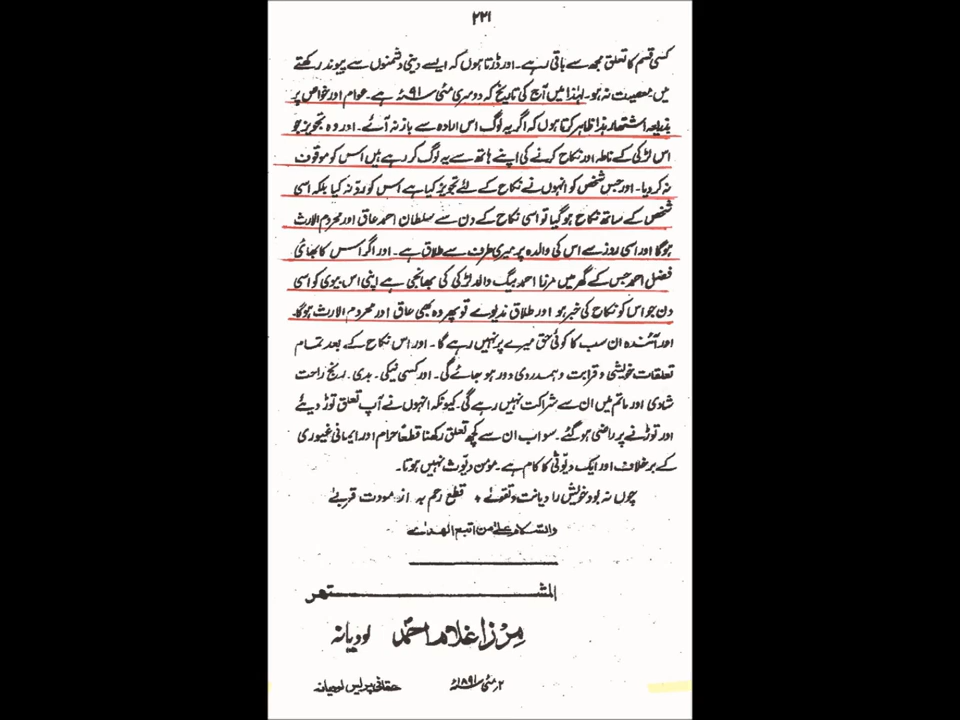 ۲۲۱
کسی قسم کا تعلق مجھ سے باقی رہے۔ اور ڈرتا ہوں کہ ایسے دینی دشمنوں سے پیوند رکھتے
میں معصیت نہ ہو۔ لہٰذا میں آج کی تاریخ کہ دوسری مئی ۹۱ء ہے۔ عوام اور خواص پر
بذریعہ اشتہار ہذا ظاہر کرتا ہوں کہ اگر یہ لوگ اس ارادہ سے باز نہ آئے۔ اور وہ تجویز جو
اس لڑکی کے ناطہ اور نکاح کرنے کی اپنے ہاتھ سے یہ لوگ کر رہے ہیں اس کو موقوف
نہ کر دیا۔ اور جس شخص کو انہوں نے نکاح کے لئے تجویز کیا ہے اس کو ردّ نہ کیا بلکہ اسی
شخص کے ساتھ نکاح ہو گیا تو اسی نکاح کے دن سے سلطان احمد عاق اور محروم الارث
ہوگا اور اسی روز سے اس کی والدہ پر میری طرف سے طلاق ہے۔ اور اگر اس کا بھائی
فضل احمد جس کے گھر میں مرزا احمد بیگ والد لڑکی کی بھانجی ہے اپنی اس بیوی کو اسی
دن جو اس کو نکاح کی خبر ہو اور طلاق ندیوے تو پھر وہ بھی عاق اور محروم الارث ہوگا۔
اور آئندہ ان سب کا کوئی حق میرے پر نہیں رہے گا۔ اور اس نکاح کے بعد تمام
تعلقات خویشی و قرابت و ہمدردی دور ہو جائے گی۔ اور کسی نیکی۔ بدی۔ رنج راحت
شادی اور ماتم میں ان سے شراکت نہیں رہے گی۔ کیونکہ انہوں نے آپ تعلق توڑ دیئے
اور توڑنے پر راضی ہو گئے۔ سو اب ان سے کچھ تعلق رکھنا قطعاً حرام اور ایمانی غیوری
کے برخلاف اور ایک دیّوثی کا کام ہے۔ مؤمن دیّوث نہیں ہوتا۔
چوں نہ بود خویش را دیانت و تقوےٰ ٭ قطع رحم بہ از مودت قربےٰ
والسّلام علیٰ من اتبع الہدےٰ
المشتہر
مرزا غلام احمد لودیانہ
۲؍ مئی ۱۸۹۱ء
حقانی پریس لدھیانہ